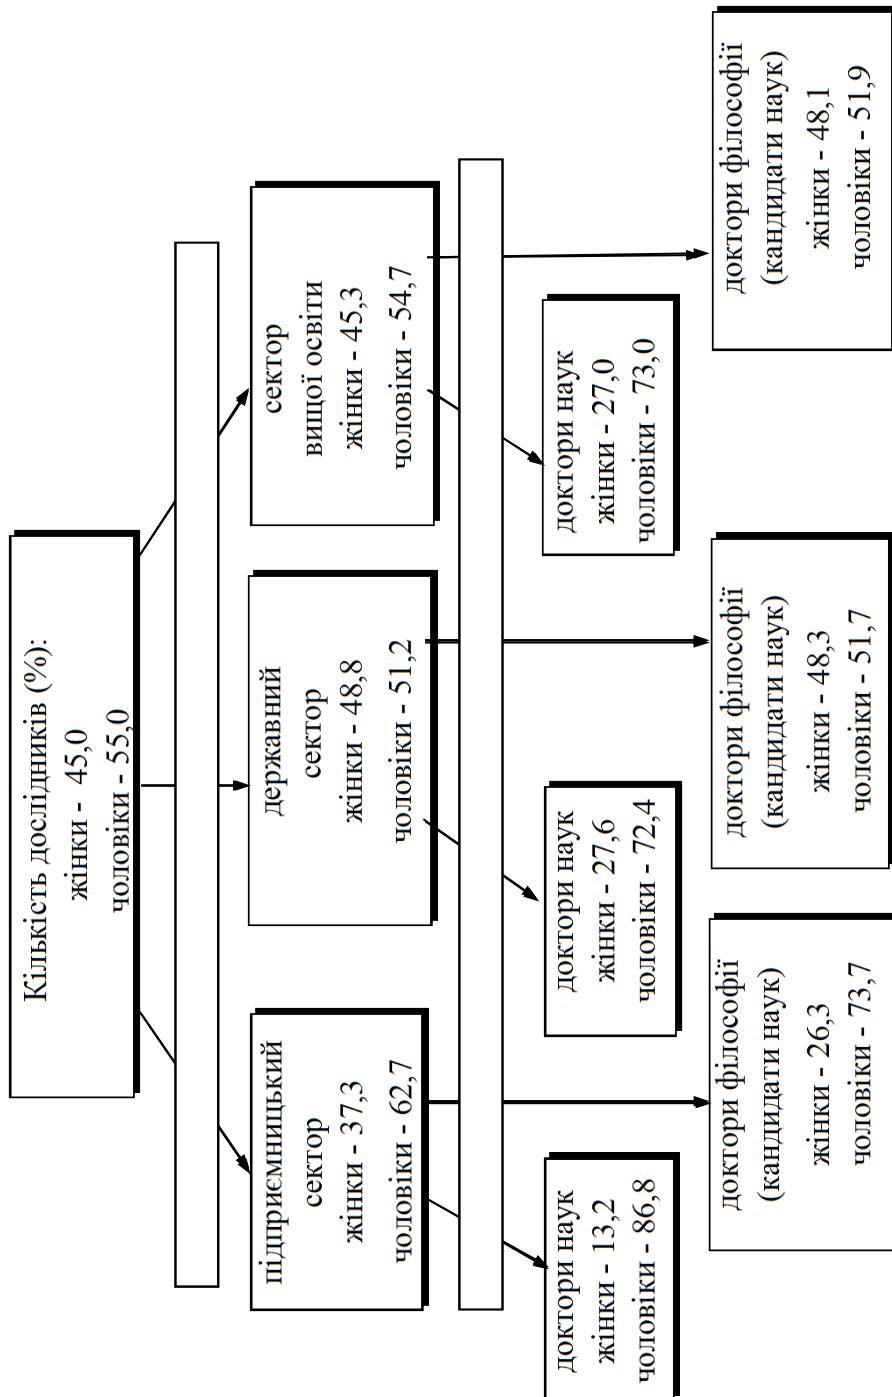 Кількість дослідників (%):
жінки - 45,0
чоловіки - 55,0
підприємницький
сектор
жінки - 37,3
чоловіки - 62,7
державний
сектор
жінки - 48,8
чоловіки - 51,2
сектор
вищої освіти
жінки - 45,3
чоловіки - 54,7
доктори наук
жінки - 13,2
чоловіки - 86,8
доктори наук
жінки - 27,6
чоловіки - 72,4
доктори наук
жінки - 27,0
чоловіки - 73,0
доктори філософії
(кандидати наук)
жінки - 26,3
чоловіки - 73,7
доктори філософії
(кандидати наук)
жінки - 48,3
чоловіки - 51,7
доктори філософії
(кандидати наук)
жінки - 48,1
чоловіки - 51,9